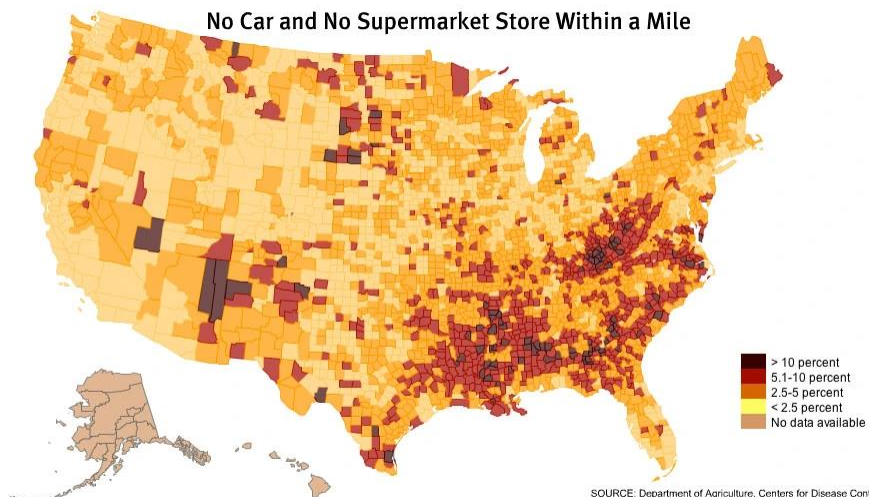 No Car and No Supermarket Store Within a Mile
> 10 percent
5.1-10 percent
2.5-5 percent
< 2.5 percent
No data available
SOURCE: Department of Agriculture, Centers for Disease Cont